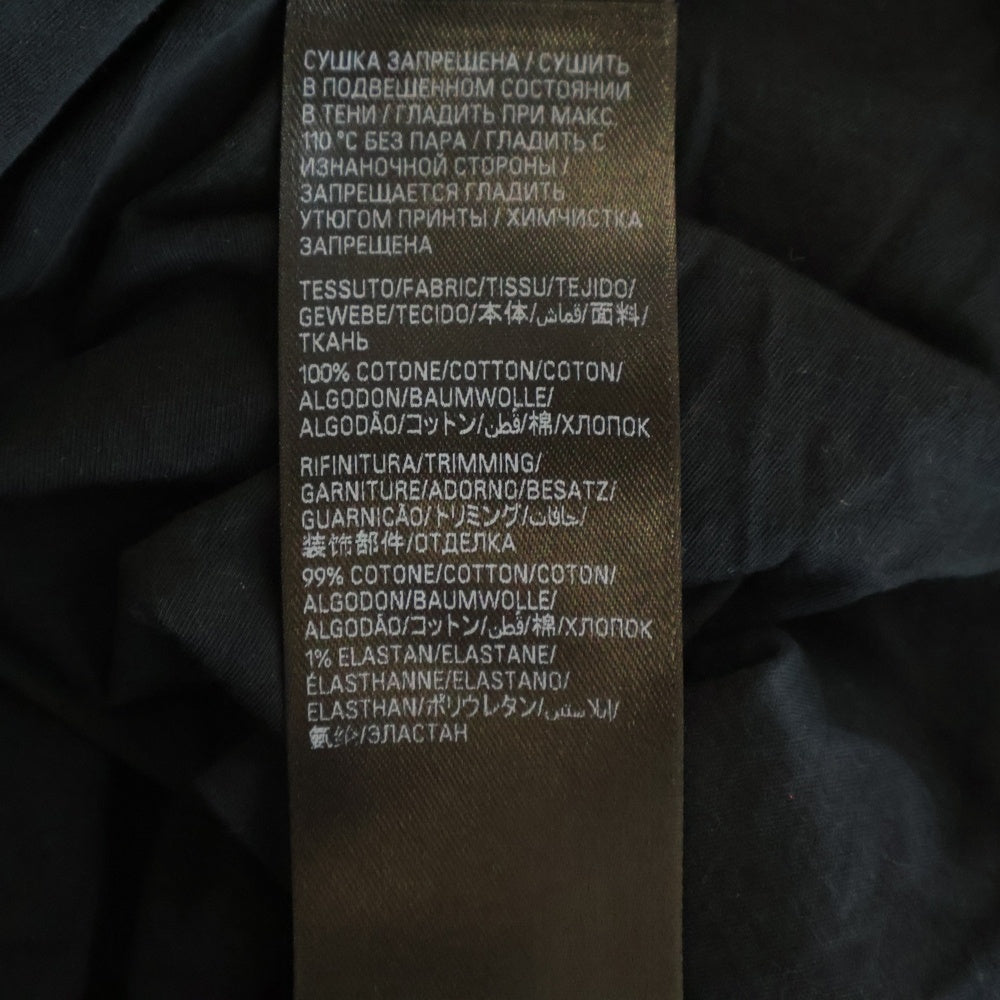 СУШКА ЗАПРЕЩЕНА / СУШИТЬ
В ПОДВЕШЕННОМ СОСТОЯНИИ
В ТЕНИ / ГЛАДИТЬ ПРИ МАКС.
110 °C БЕЗ ПАРА / ГЛАДИТЬ С
ИЗНАНОЧНОЙ СТОРОНЫ /
ЗАПРЕЩАЕТСЯ ГЛАДИТЬ
УТЮГОМ ПРИНТЫ / ХИМЧИСТКА
ЗАПРЕЩЕНА
TESSUTO/FABRIC/TISSU/TEJIDO/
GEWEBE/TECIDO/本体/قماش/面料/
ТКАНЬ
100% COTONE/COTTON/COTON/
ALGODON/BAUMWOLLE/
ALGODÃO/コットン/قطن/棉/ХЛОПОК
RIFINITURA/TRIMMING/
GARNITURE/ADORNO/BESATZ/
GUARNICÃO/トリミング/حافات/
装饰部件/ОТДЕЛКА
99% COTONE/COTTON/COTON/
ALGODON/BAUMWOLLE/
ALGODÃO/コットン/قطن/棉/ХЛОПОК
1% ELASTAN/ELASTANE/
ÉLASTHANNE/ELASTANO/
ELASTHAN/ポリウレタン/إيلاستين/
氨纶/ЭЛАСТАН